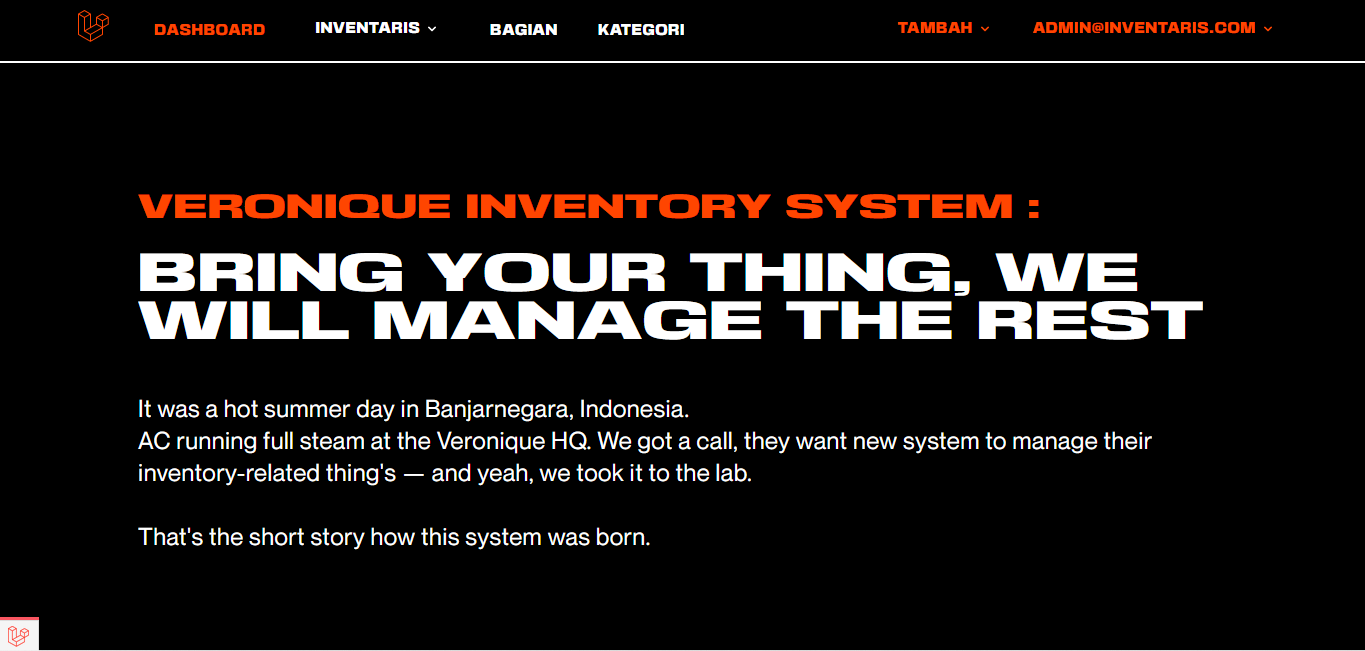 DASHBOARD INVENTARIS BAGIAN KATEGORI TAMBAH ADMIN@INVENTARIS.COM
VERONIQUE INVENTORY SYSTEM :
BRING YOUR THING, WE
WILL MANAGE THE REST
It was a hot summer day in Banjarnegara, Indonesia.
AC running full steam at the Veronique HQ. We got a call, they want new system to manage their
inventory-related thing's — and yeah, we took it to the lab.
That's the short story how this system was born.